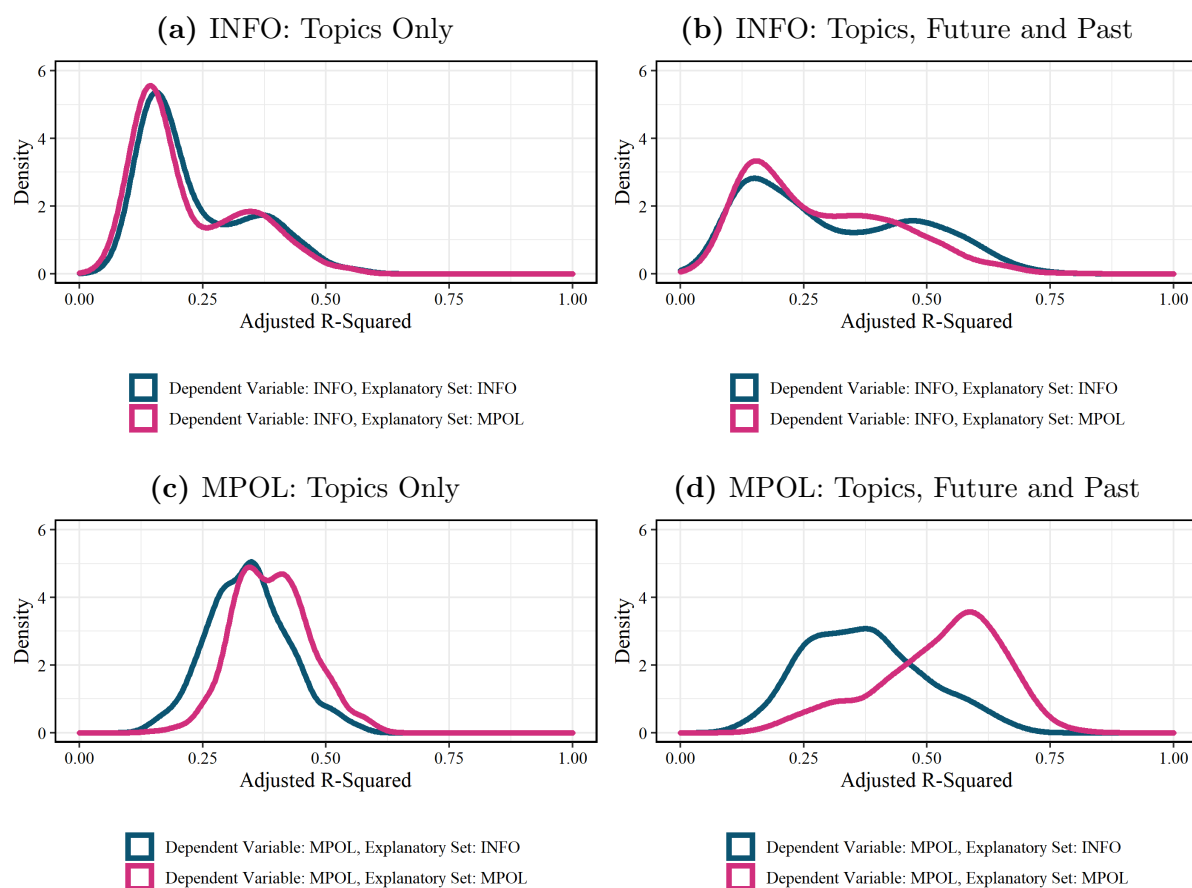 (a) INFO: Topics Only
(b) INFO: Topics, Future and Past
6
4
2
0
Density
0.00 0.25 0.50 0.75 1.00
Adjusted R-Squared
6
4
2
0
Density
0.00 0.25 0.50 0.75 1.00
Adjusted R-Squared
Dependent Variable: INFO, Explanatory Set: INFO
Dependent Variable: INFO, Explanatory Set: MPOL
Dependent Variable: INFO, Explanatory Set: INFO
Dependent Variable: INFO, Explanatory Set: MPOL
(c) MPOL: Topics Only
(d) MPOL: Topics, Future and Past
6
4
2
0
Density
0.00 0.25 0.50 0.75 1.00
Adjusted R-Squared
6
4
2
0
Density
0.00 0.25 0.50 0.75 1.00
Adjusted R-Squared
Dependent Variable: MPOL, Explanatory Set: INFO
Dependent Variable: MPOL, Explanatory Set: MPOL
Dependent Variable: MPOL, Explanatory Set: INFO
Dependent Variable: MPOL, Explanatory Set: MPOL